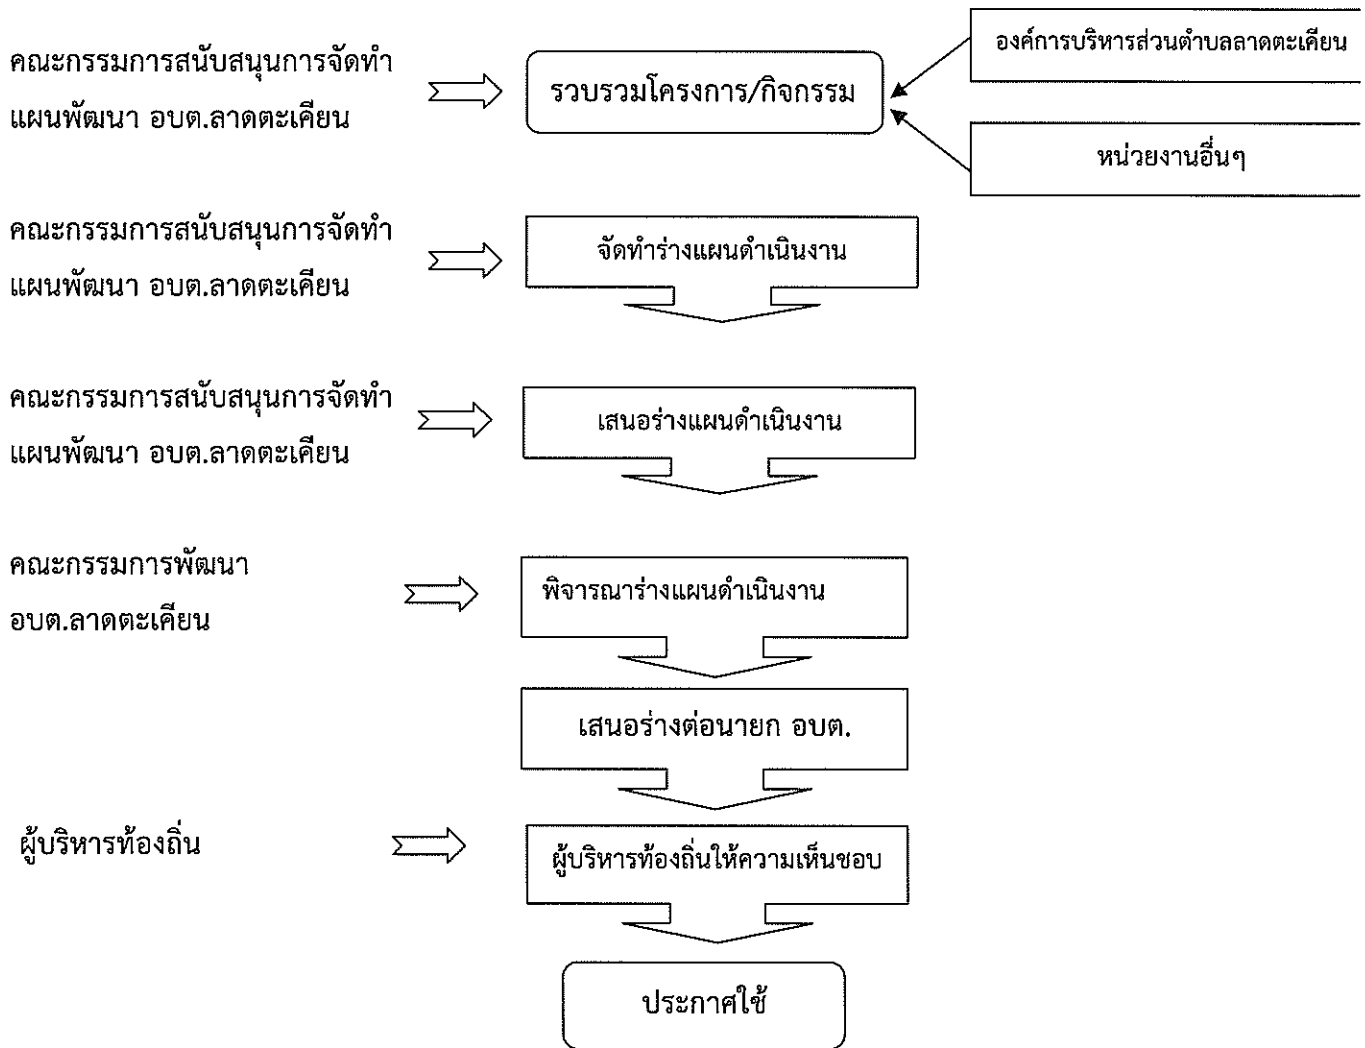 คณะกรรมการสนับสนุนการจัดทำ
แผนพัฒนา อบต.ลาดตะเคียน
รวบรวมโครงการ/กิจกรรม
องค์การบริหารส่วนตำบลลาดตะเคียน
หน่วยงานอื่นๆ
คณะกรรมการสนับสนุนการจัดทำ
แผนพัฒนา อบต.ลาดตะเคียน
จัดทำร่างแผนดำเนินงาน
คณะกรรมการสนับสนุนการจัดทำ
แผนพัฒนา อบต.ลาดตะเคียน
เสนอร่างแผนดำเนินงาน
คณะกรรมการพัฒนา
อบต.ลาดตะเคียน
พิจารณาร่างแผนดำเนินงาน
เสนอร่างต่อนายก อบต.
ผู้บริหารท้องถิ่น
ผู้บริหารท้องถิ่นให้ความเห็นชอบ
ประกาศใช้